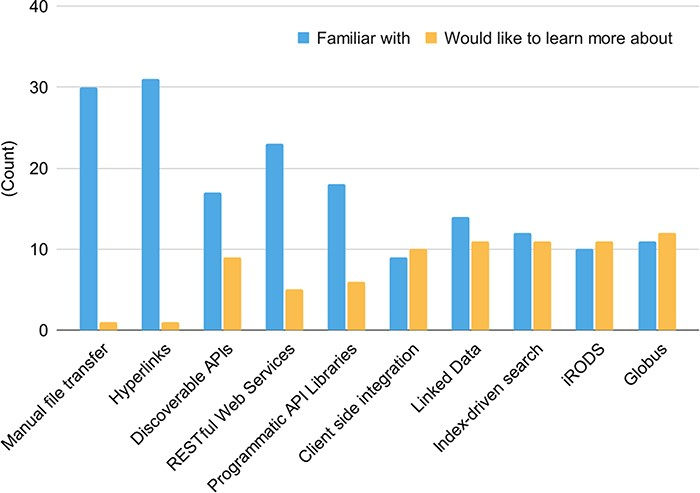 40
Familiar with
Would like to learn more about
30
(Count)
20
10
0
Manual file transfer
Hyperlinks
Discoverable APIs
RESTful Web Services
Programmatic API Libraries
Client side integration
Linked Data
Index-driven search
iRODS
Globus